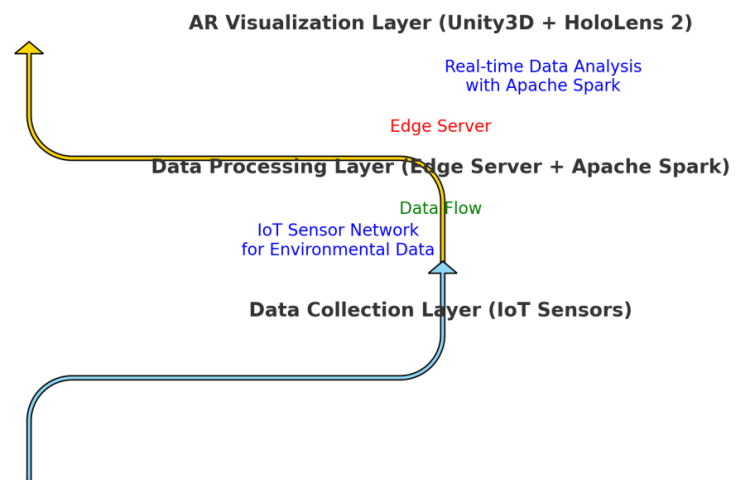 AR Visualization Layer (Unity3D + HoloLens 2)
Real-time Data Analysis
with Apache Spark
Edge Server
Data Processing Layer (Edge Server + Apache Spark)
Data Flow
IoT Sensor Network
for Environmental Data
Data Collection Layer (IoT Sensors)